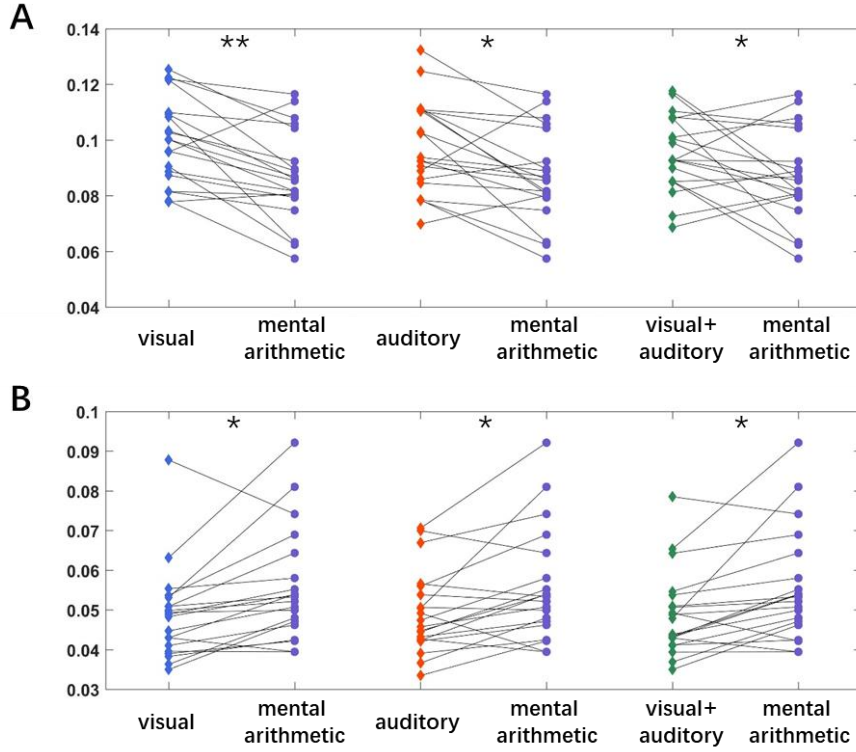 A
0.14
**
*
*
0.12
0.1
0.08
0.06
0.04
visual
mental
arithmetic
auditory
mental
arithmetic
visual+
auditory
mental
arithmetic
B
0.1
*
*
*
0.09
0.08
0.07
0.06
0.05
0.04
0.03
visual
mental
arithmetic
auditory
mental
arithmetic
visual+
auditory
mental
arithmetic